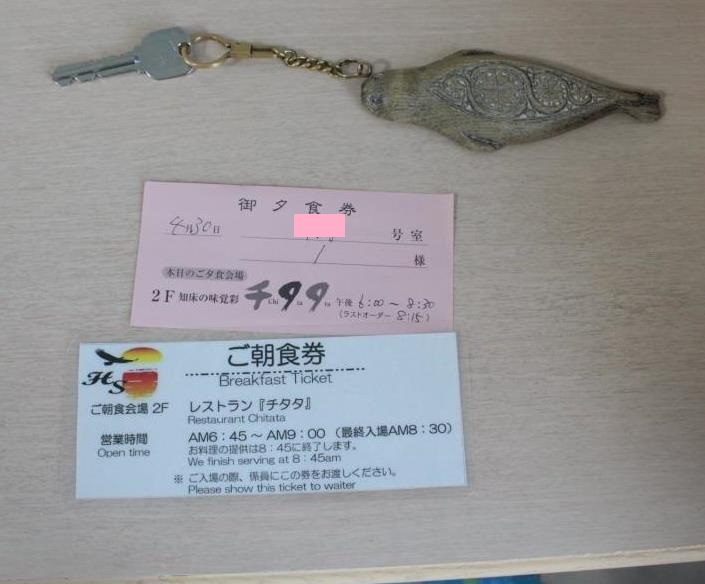 御夕食券
4月30日 号室
1 様
本日のご夕食会場
2F 知床の味覚彩 チタタ 午後 6:00 ~ 8:30
Chi ta ta
(ラストオーダー 8:15)
HS
ご朝食券
Breakfast Ticket
ご朝食会場 2F レストラン『チタタ』
Restaurant Chitata
営業時間 AM6:45~AM9:00 (最終入場AM8:30)
Open time お料理の提供は8:45に終了します。
We finish serving at 8:45am
※ ご入場の際、係員にこの券をお渡しください。
Please show this ticket to waiter